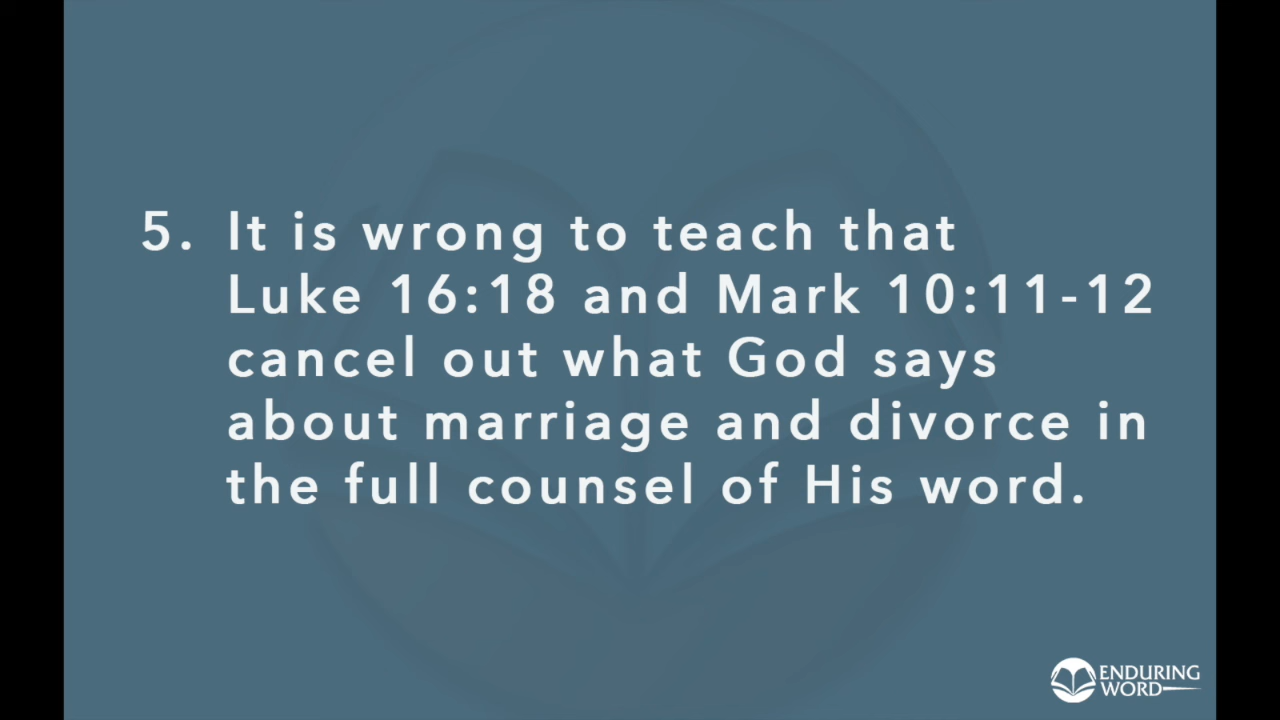 5. It is wrong to teach that
Luke 16:18 and Mark 10:11-12
cancel out what God says
about marriage and divorce in
the full counsel of His word.
ENDURING
WORD